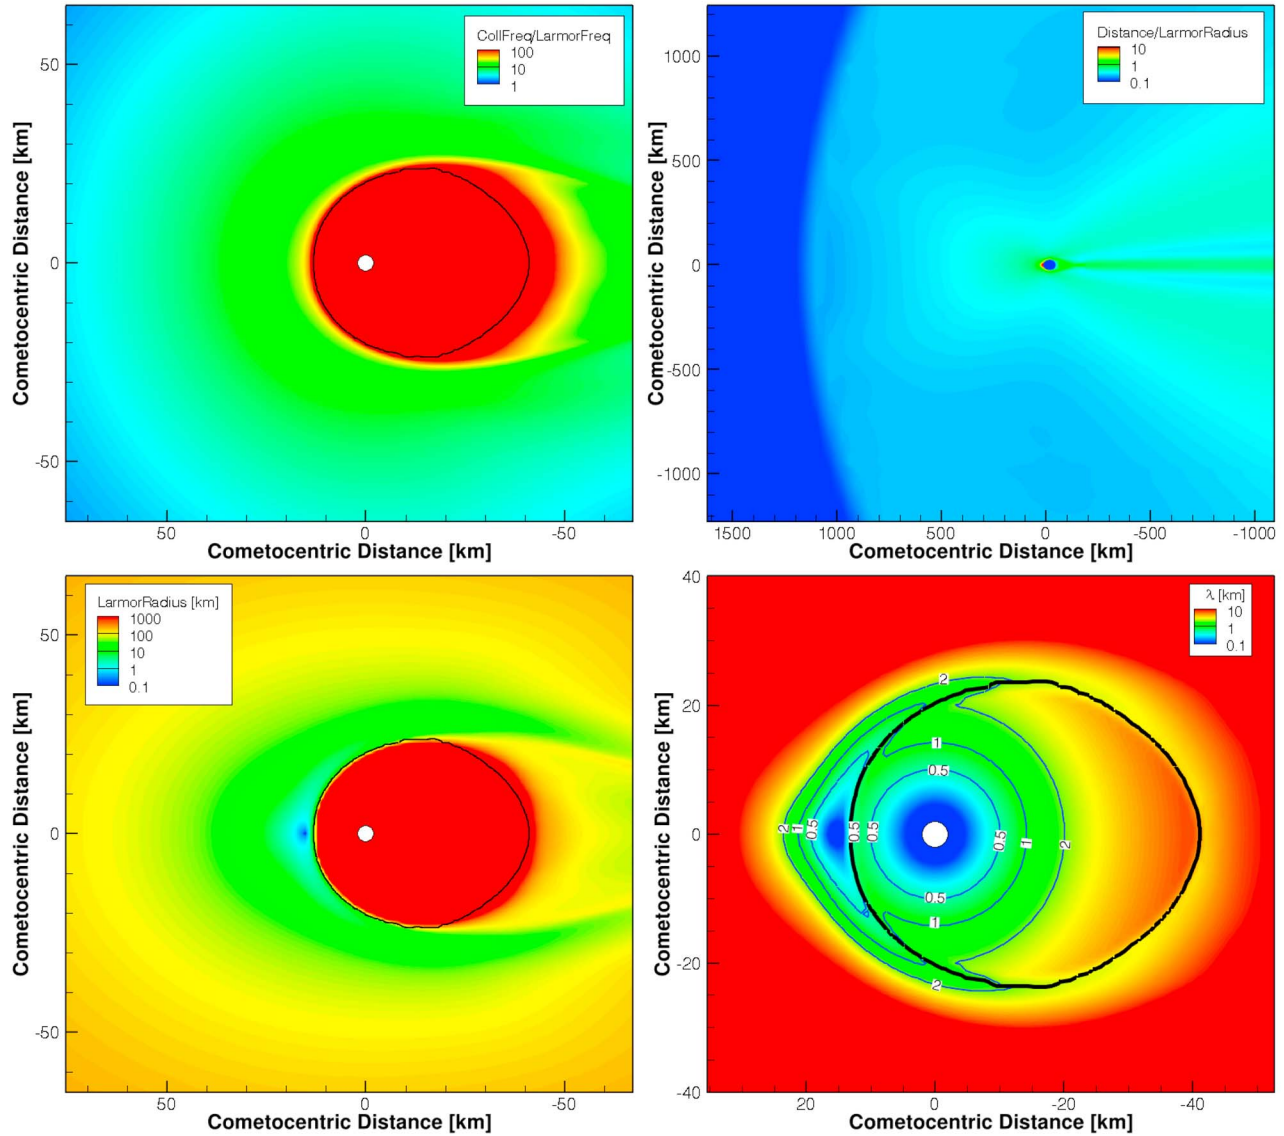 CollFreq/LarmorFreq
100
10
1
50
0
-50
Cometocentric Distance [km]
50 0 -50
Cometocentric Distance [km]
Distance/LarmorRadius
10
1
0.1
1000
500
0
-500
-1000
Cometocentric Distance [km]
1500 1000 500 0 -500 -1000
Cometocentric Distance [km]
LarmorRadius [km]
1000
100
10
1
0.1
50
0
-50
Cometocentric Distance [km]
50 0 -50
Cometocentric Distance [km]
λ [km]
10
1
0.1
40
20
0
-20
-40
Cometocentric Distance [km]
2
1
0.5
2 1 0.5 0.5 0.5 0.5 1 2
0.5
1
2
20 0 -20 -40
Cometocentric Distance [km]